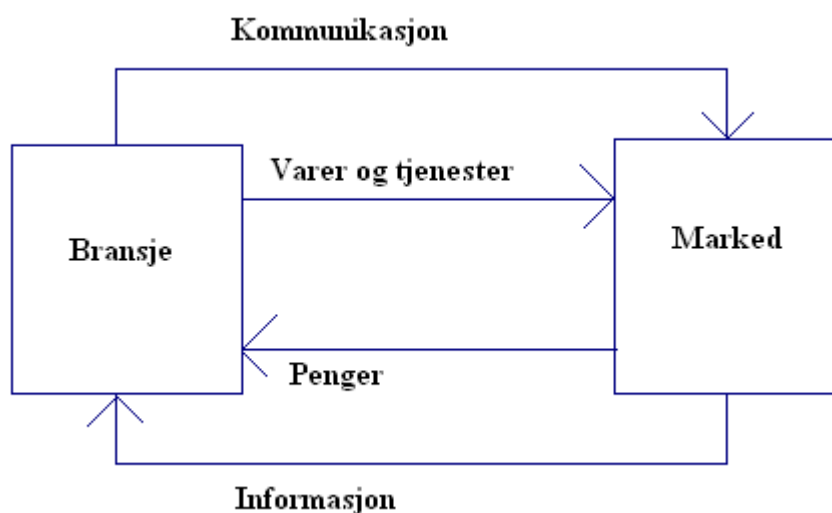 Kommunikasjon
Varer og tjenester
Bransje
Marked
Penger
Informasjon